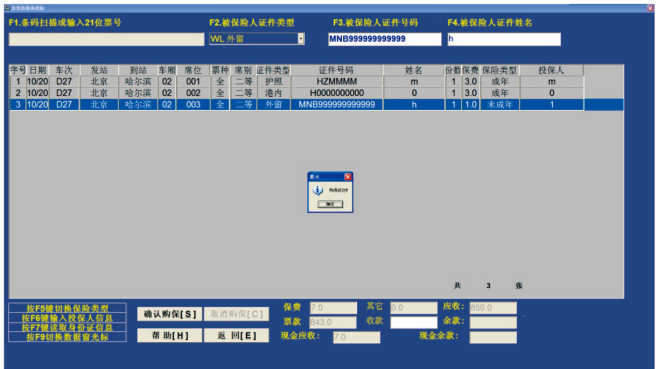 F1.条码扫描或输入21位票号 F2.被保险人证件类型 F3.被保险人证件号码 F4.被保险人证件姓名
WL 外留 MNB999999999999 h
序号 日期 车次 发站 到站 车厢 席位 票种 席别 证件类型 证件号码 姓名 份数 保费 保险类型 投保人
1 10/20 D27 北京 哈尔滨 02 001 全 二等 护照 HZMMMM m 1 3.0 成年 m
2 10/20 D27 北京 哈尔滨 02 002 全 二等 港内 H0000000000 0 1 3.0 成年 0
3 10/20 D27 北京 哈尔滨 02 003 全 二等 外留 MNB999999999999 h 1 1.0 未成年 1
共 3 张
按F5键切换保险类型
按F6键输入投保人信息
按F7键读取身份证信息
按F9切换数据窗光标
确认购保[S] 取消购保[C]
帮 助[H] 返 回[E]
保费 7.0 其它 0.0 应收: 850.0
票款 843.0 收款 余款:
现金应收: 7.0 现金余款: